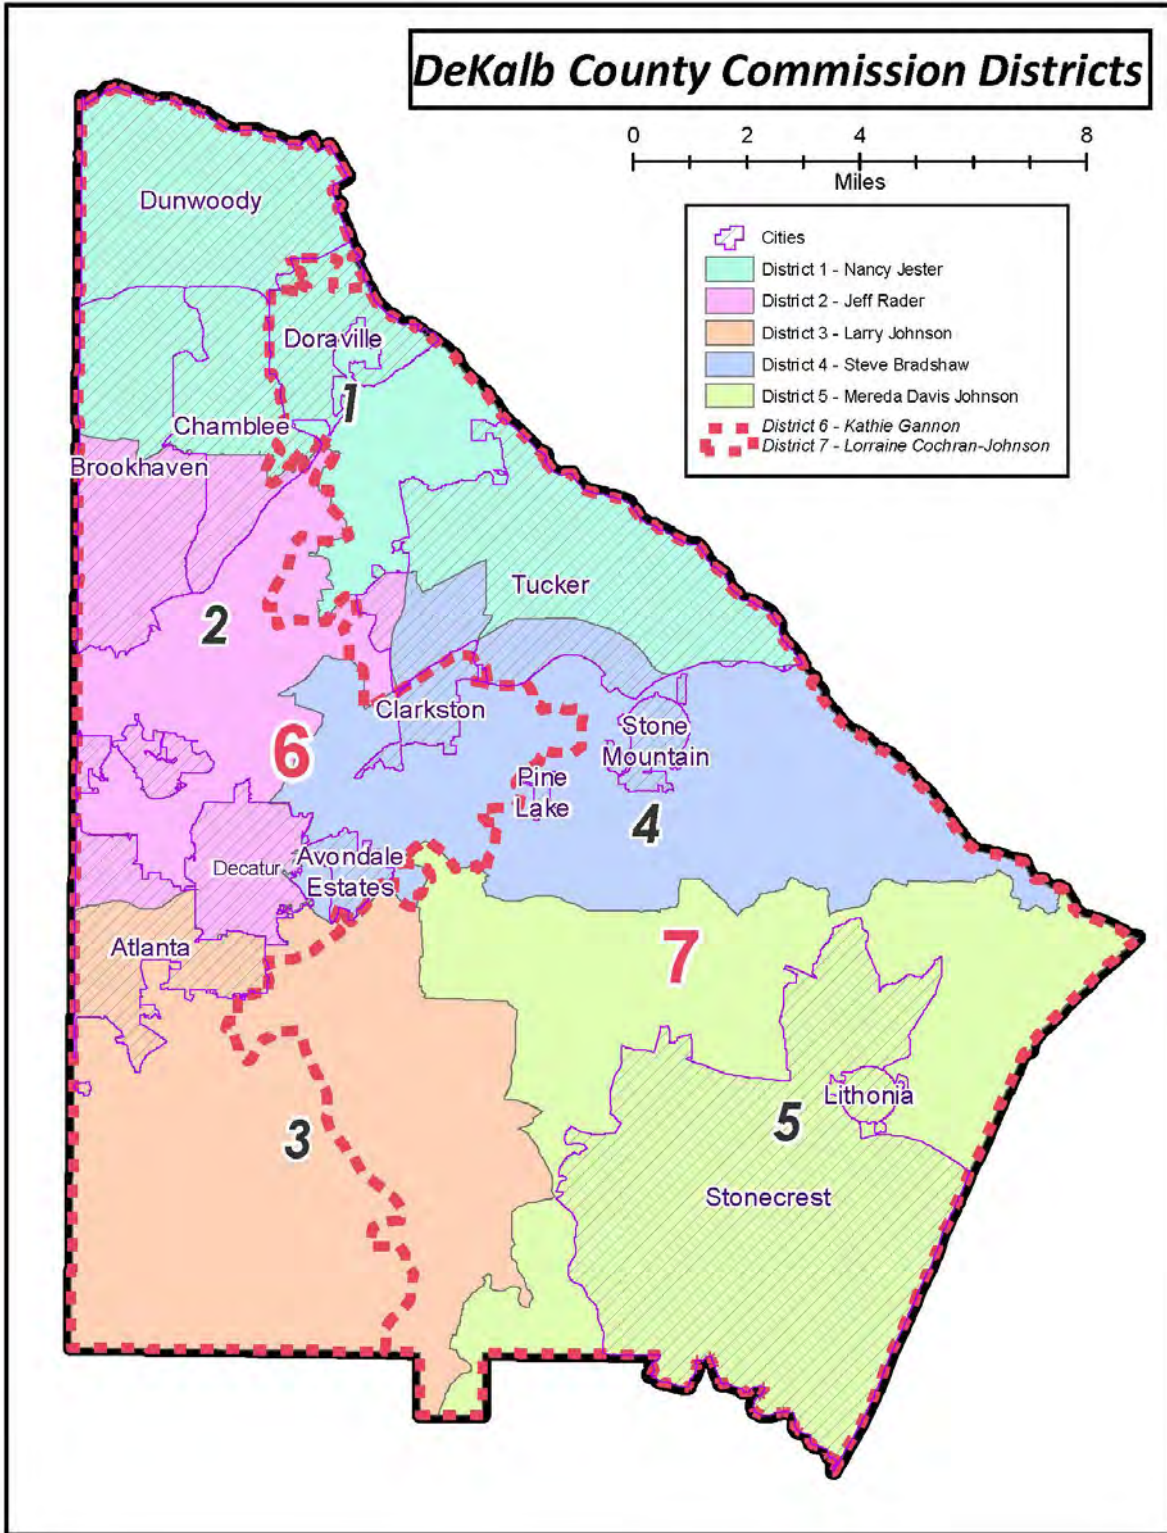 DeKalb County Commission Districts
0 2 4 8
Miles
Cities
District 1 - Nancy Jester
District 2 - Jeff Rader
District 3 - Larry Johnson
District 4 - Steve Bradshaw
District 5 - Mereda Davis Johnson
District 6 - Kathie Gannon
District 7 - Lorraine Cochran-Johnson
Dunwoody
Doraville
1
Chamblee
Brookhaven
Tucker
2
Clarkston
Stone
Mountain
6
Pine
Lake
4
Avondale
Estates
Decatur
Atlanta
7
Lithonia
5
3
Stonecrest